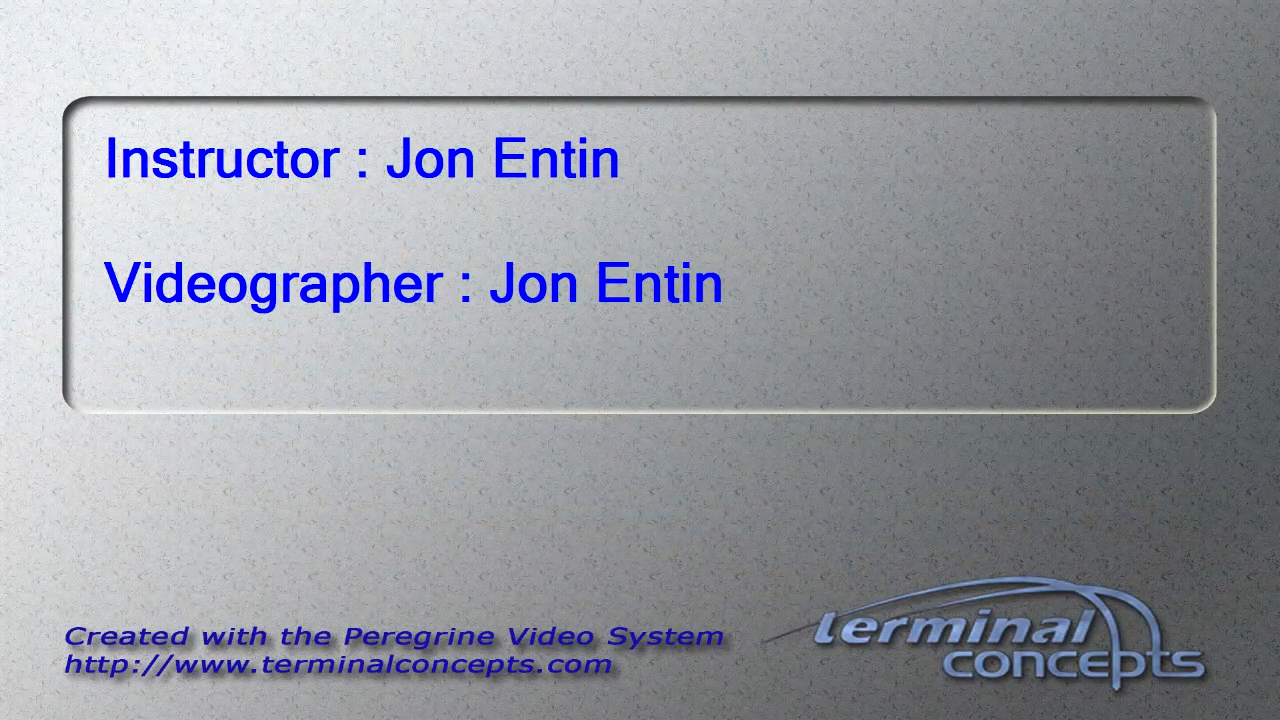 Instructor : Jon Entin
Videographer : Jon Entin
Created with the Peregrine Video System
http://www.terminalconcepts.com
terminal
concepts